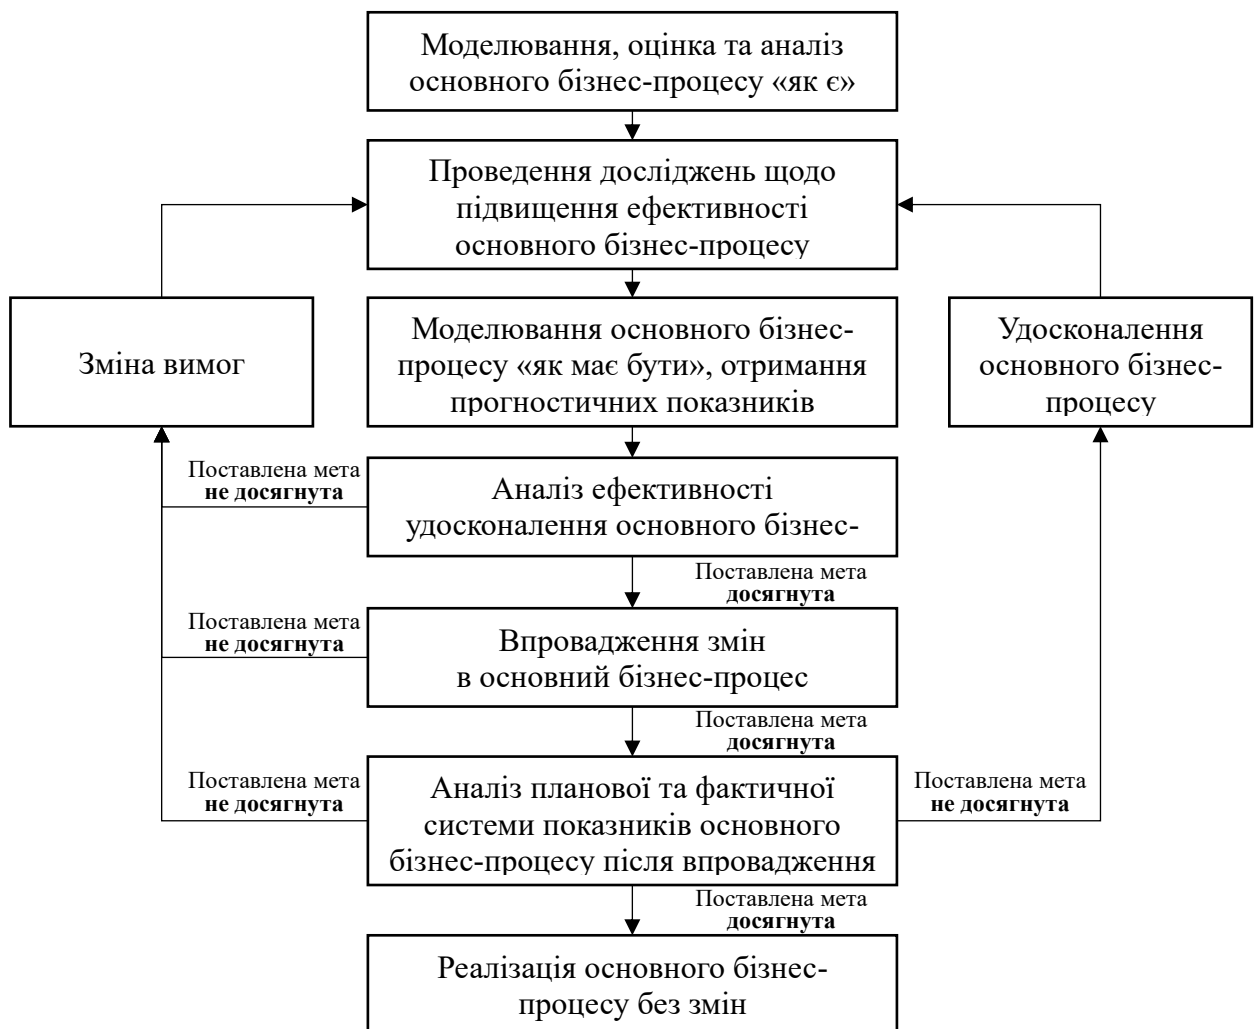 Моделювання, оцінка та аналіз
основного бізнес-процесу «як є»
Проведення досліджень щодо
підвищення ефективності
основного бізнес-процесу
Зміна вимог
Моделювання основного бізнес-
процесу «як має бути», отримання
прогностичних показників
Удосконалення
основного бізнес-
процесу
Поставлена мета
не досягнута
Аналіз ефективності
удосконалення основного бізнес-
Поставлена мета
досягнута
Поставлена мета
не досягнута
Впровадження змін
в основний бізнес-процес
Поставлена мета
досягнута
Поставлена мета
не досягнута
Аналіз планової та фактичної
системи показників основного
бізнес-процесу після впровадження
Поставлена мета
не досягнута
Поставлена мета
досягнута
Реалізація основного бізнес-
процесу без змін